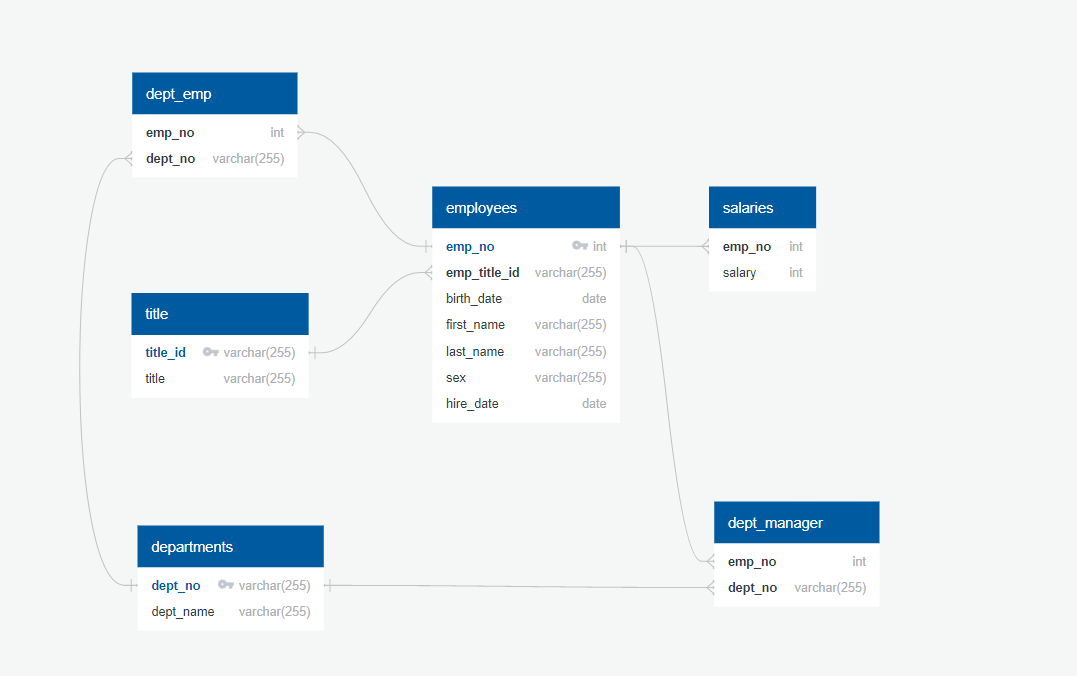 dept_emp
emp_no int
dept_no varchar(255)
employees
emp_no int
emp_title_id varchar(255)
birth_date date
first_name varchar(255)
last_name varchar(255)
sex varchar(255)
hire_date date
salaries
emp_no int
salary int
title
title_id varchar(255)
title varchar(255)
departments
dept_no varchar(255)
dept_name varchar(255)
dept_manager
emp_no int
dept_no varchar(255)